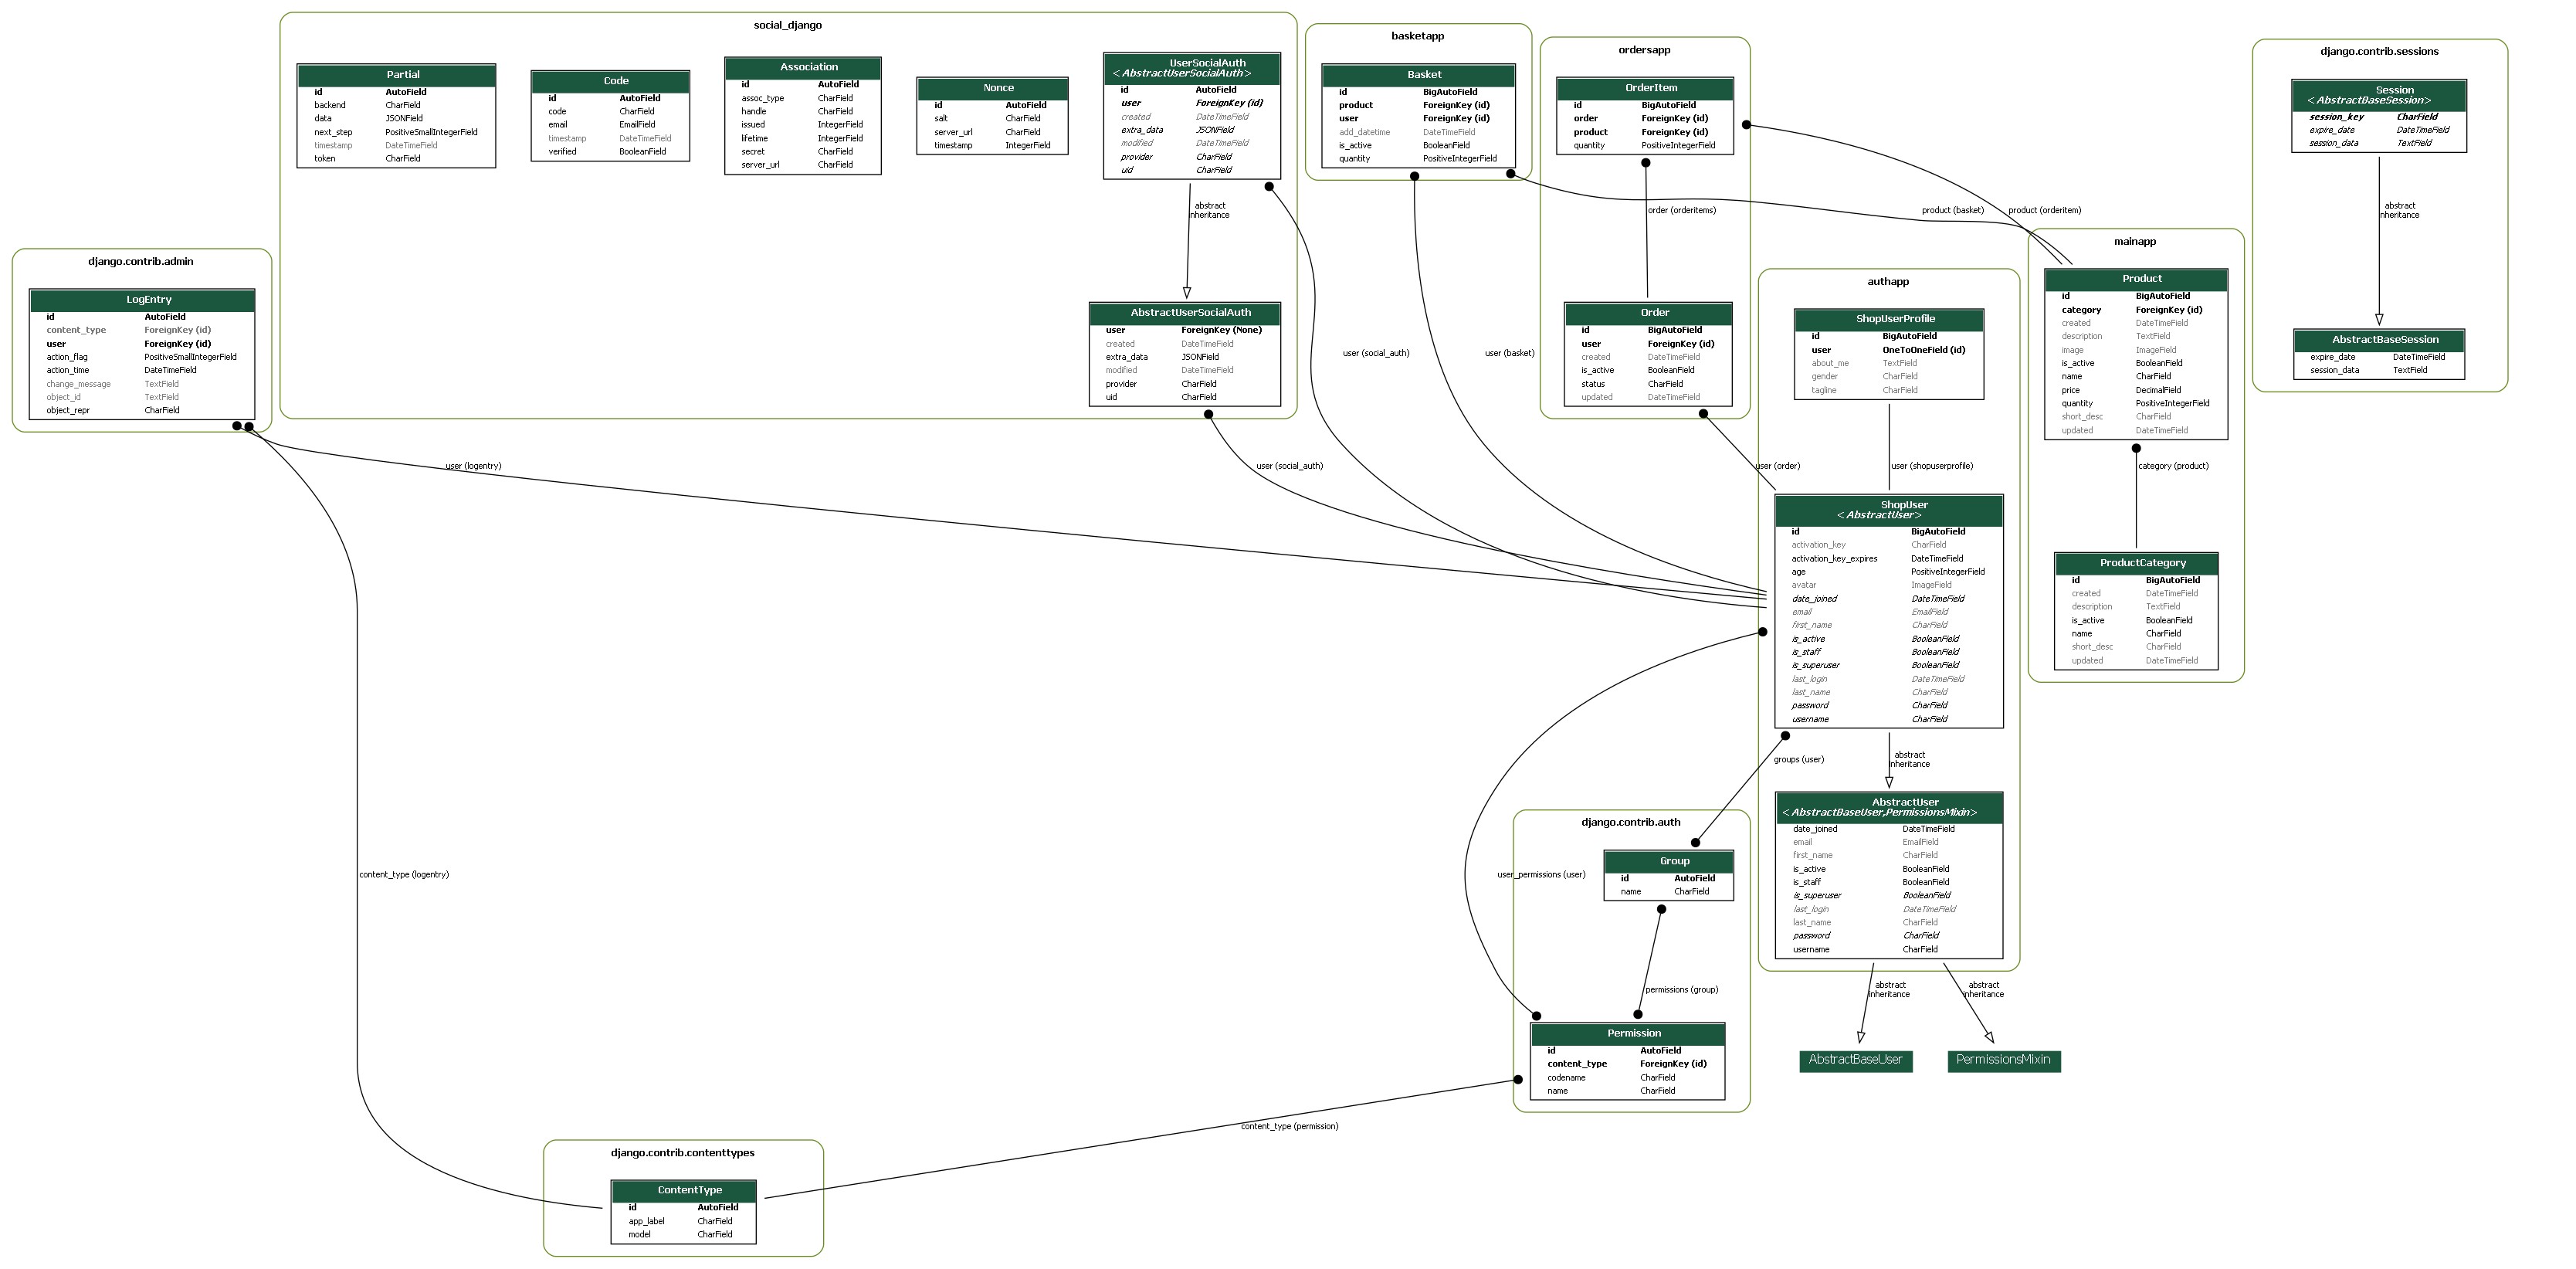 social_django
Partial
id AutoField
backend CharField
data JSONField
next_step PositiveSmallIntegerField
timestamp DateTimeField
token CharField
Code
id AutoField
code CharField
email EmailField
timestamp DateTimeField
verified BooleanField
Association
id AutoField
assoc_type CharField
handle CharField
issued IntegerField
lifetime IntegerField
secret CharField
server_url CharField
Nonce
id AutoField
salt CharField
server_url CharField
timestamp IntegerField
UserSocialAuth
<AbstractUserSocialAuth>
id AutoField
user ForeignKey (id)
created DateTimeField
extra_data JSONField
modified DateTimeField
provider CharField
uid CharField
abstract
inheritance
AbstractUserSocialAuth
user ForeignKey (None)
created DateTimeField
extra_data JSONField
modified DateTimeField
provider CharField
uid CharField
basketapp
Basket
id BigAutoField
product ForeignKey (id)
user ForeignKey (id)
add_datetime DateTimeField
is_active BooleanField
quantity PositiveIntegerField
ordersapp
OrderItem
id BigAutoField
order ForeignKey (id)
product ForeignKey (id)
quantity PositiveIntegerField
order (orderitems)
Order
id BigAutoField
user ForeignKey (id)
created DateTimeField
is_active BooleanField
status CharField
updated DateTimeField
product (basket)
product (orderitem)
django.contrib.sessions
Session
<AbstractBaseSession>
session_key CharField
expire_date DateTimeField
session_data TextField
abstract
inheritance
AbstractBaseSession
expire_date DateTimeField
session_data TextField
mainapp
Product
id BigAutoField
category ForeignKey (id)
created DateTimeField
description TextField
image ImageField
is_active BooleanField
name CharField
price DecimalField
quantity PositiveIntegerField
short_desc CharField
updated DateTimeField
category (product)
ProductCategory
id BigAutoField
created DateTimeField
description TextField
is_active BooleanField
name CharField
short_desc CharField
updated DateTimeField
django.contrib.admin
LogEntry
id AutoField
content_type ForeignKey (id)
user ForeignKey (id)
action_flag PositiveSmallIntegerField
action_time DateTimeField
change_message TextField
object_id TextField
object_repr CharField
user (logentry)
user (social_auth)
user (social_auth)
user (basket)
user (order)
authapp
ShopUserProfile
id BigAutoField
user OneToOneField (id)
about_me TextField
gender CharField
tagline CharField
user (shopuserprofile)
ShopUser
<AbstractUser>
id BigAutoField
activation_key CharField
activation_key_expires DateTimeField
age PositiveIntegerField
avatar ImageField
date_joined DateTimeField
email EmailField
first_name CharField
is_active BooleanField
is_staff BooleanField
is_superuser BooleanField
last_login DateTimeField
last_name CharField
password CharField
username CharField
groups (user)
abstract
inheritance
AbstractUser
<AbstractBaseUser,PermissionsMixin>
date_joined DateTimeField
email EmailField
first_name CharField
is_active BooleanField
is_staff BooleanField
is_superuser BooleanField
last_login DateTimeField
last_name CharField
password CharField
username CharField
abstract
inheritance
abstract
inheritance
AbstractBaseUser
PermissionsMixin
django.contrib.auth
Group
id AutoField
name CharField
user_permissions (user)
permissions (group)
Permission
id AutoField
content_type ForeignKey (id)
codename CharField
name CharField
content_type (logentry)
content_type (permission)
django.contrib.contenttypes
ContentType
id AutoField
app_label CharField
model CharField